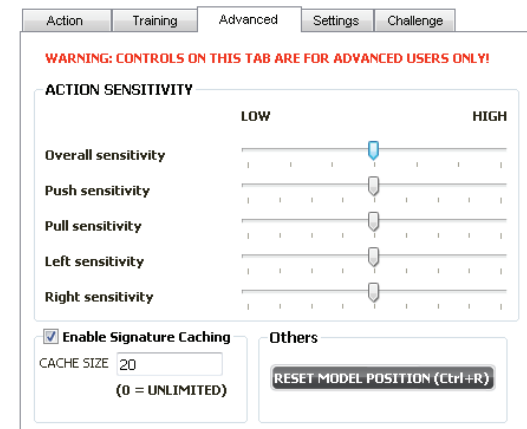 Action Training Advanced Settings Challenge
WARNING: CONTROLS ON THIS TAB ARE FOR ADVANCED USERS ONLY!
ACTION SENSITIVITY
LOW HIGH
Overall sensitivity
Push sensitivity
Pull sensitivity
Left sensitivity
Right sensitivity
Enable Signature Caching
CACHE SIZE 20
(0 = UNLIMITED)
Others
RESET MODEL POSITION (Ctrl+R)